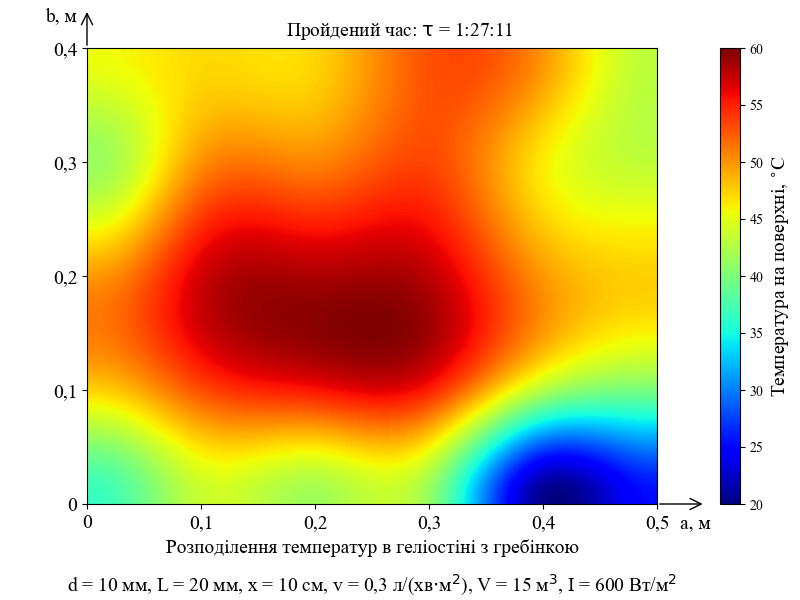 b, м
Пройдений час: τ = 1:27:11
0,4
0,3
0,2
0,1
0
0 0,1 0,2 0,3 0,4 0,5 a, м
60
55
50
45
40
35
30
25
20
Температура на поверхні, °C
Розподілення температур в геліостіні з гребінкою
d = 10 мм, L = 20 мм, x = 10 см, v = 0,3 л/(хв·м²), V = 15 м³, I = 600 Вт/м²